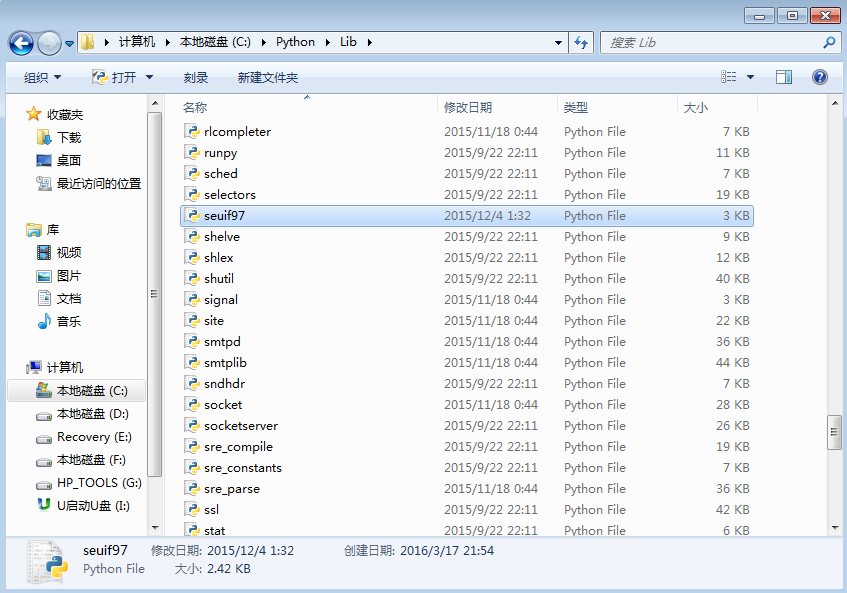 计算机 本地磁盘 (C:) Python Lib 搜索 Lib
组织 打开 刻录 新建文件夹
收藏夹
下载
桌面
最近访问的位置
库
视频
图片
文档
音乐
计算机
本地磁盘 (C:)
本地磁盘 (D:)
Recovery (E:)
本地磁盘 (F:)
HP_TOOLS (G:)
U启动U盘 (I:)
名称 修改日期 类型 大小
rlcompleter 2015/11/18 0:44 Python File 7 KB
runpy 2015/9/22 22:11 Python File 11 KB
sched 2015/9/22 22:11 Python File 7 KB
selectors 2015/9/22 22:11 Python File 19 KB
seuif97 2015/12/4 1:32 Python File 3 KB
shelve 2015/9/22 22:11 Python File 9 KB
shlex 2015/9/22 22:11 Python File 12 KB
shutil 2015/9/22 22:11 Python File 40 KB
signal 2015/11/18 0:44 Python File 3 KB
site 2015/11/18 0:44 Python File 22 KB
smtpd 2015/11/18 0:44 Python File 36 KB
smtplib 2015/11/18 0:44 Python File 44 KB
sndhdr 2015/9/22 22:11 Python File 7 KB
socket 2015/11/18 0:44 Python File 28 KB
socketserver 2015/9/22 22:11 Python File 26 KB
sre_compile 2015/9/22 22:11 Python File 19 KB
sre_constants 2015/9/22 22:11 Python File 7 KB
sre_parse 2015/11/18 0:44 Python File 36 KB
ssl 2015/9/22 22:11 Python File 42 KB
stat 2015/9/22 22:11 Python File 6 KB
seuif97 修改日期: 2015/12/4 1:32 创建日期: 2016/3/17 21:54
Python File 大小: 2.42 KB